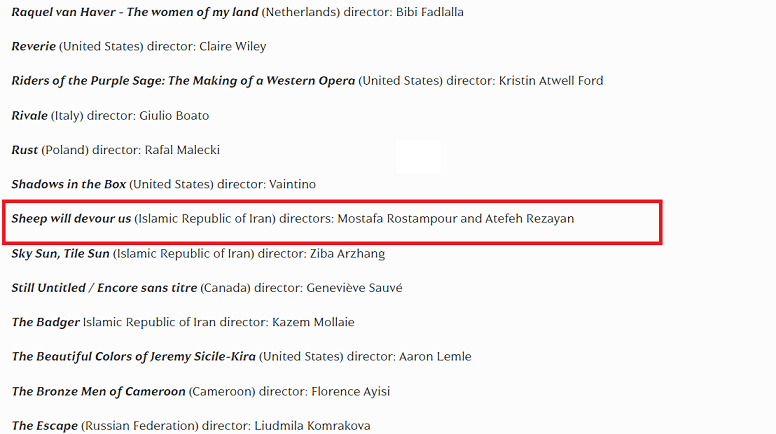 Raquel van Haver - The women of my land (Netherlands) director: Bibi Fadlalla
Reverie (United States) director: Claire Wiley
Riders of the Purple Sage: The Making of a Western Opera (United States) director: Kristin Atwell Ford
Rivale (Italy) director: Giulio Boato
Rust (Poland) director: Rafal Malecki
Shadows in the Box (United States) director: Vaintino
Sheep will devour us (Islamic Republic of Iran) directors: Mostafa Rostampour and Atefeh Rezayan
Sky Sun, Tile Sun (Islamic Republic of Iran) director: Ziba Arzhang
Still Untitled / Encore sans titre (Canada) director: Geneviève Sauvé
The Badger Islamic Republic of Iran director: Kazem Mollaie
The Beautiful Colors of Jeremy Sicile-Kira (United States) director: Aaron Lemle
The Bronze Men of Cameroon (Cameroon) director: Florence Ayisi
The Escape (Russian Federation) director: Liudmila Komrakova